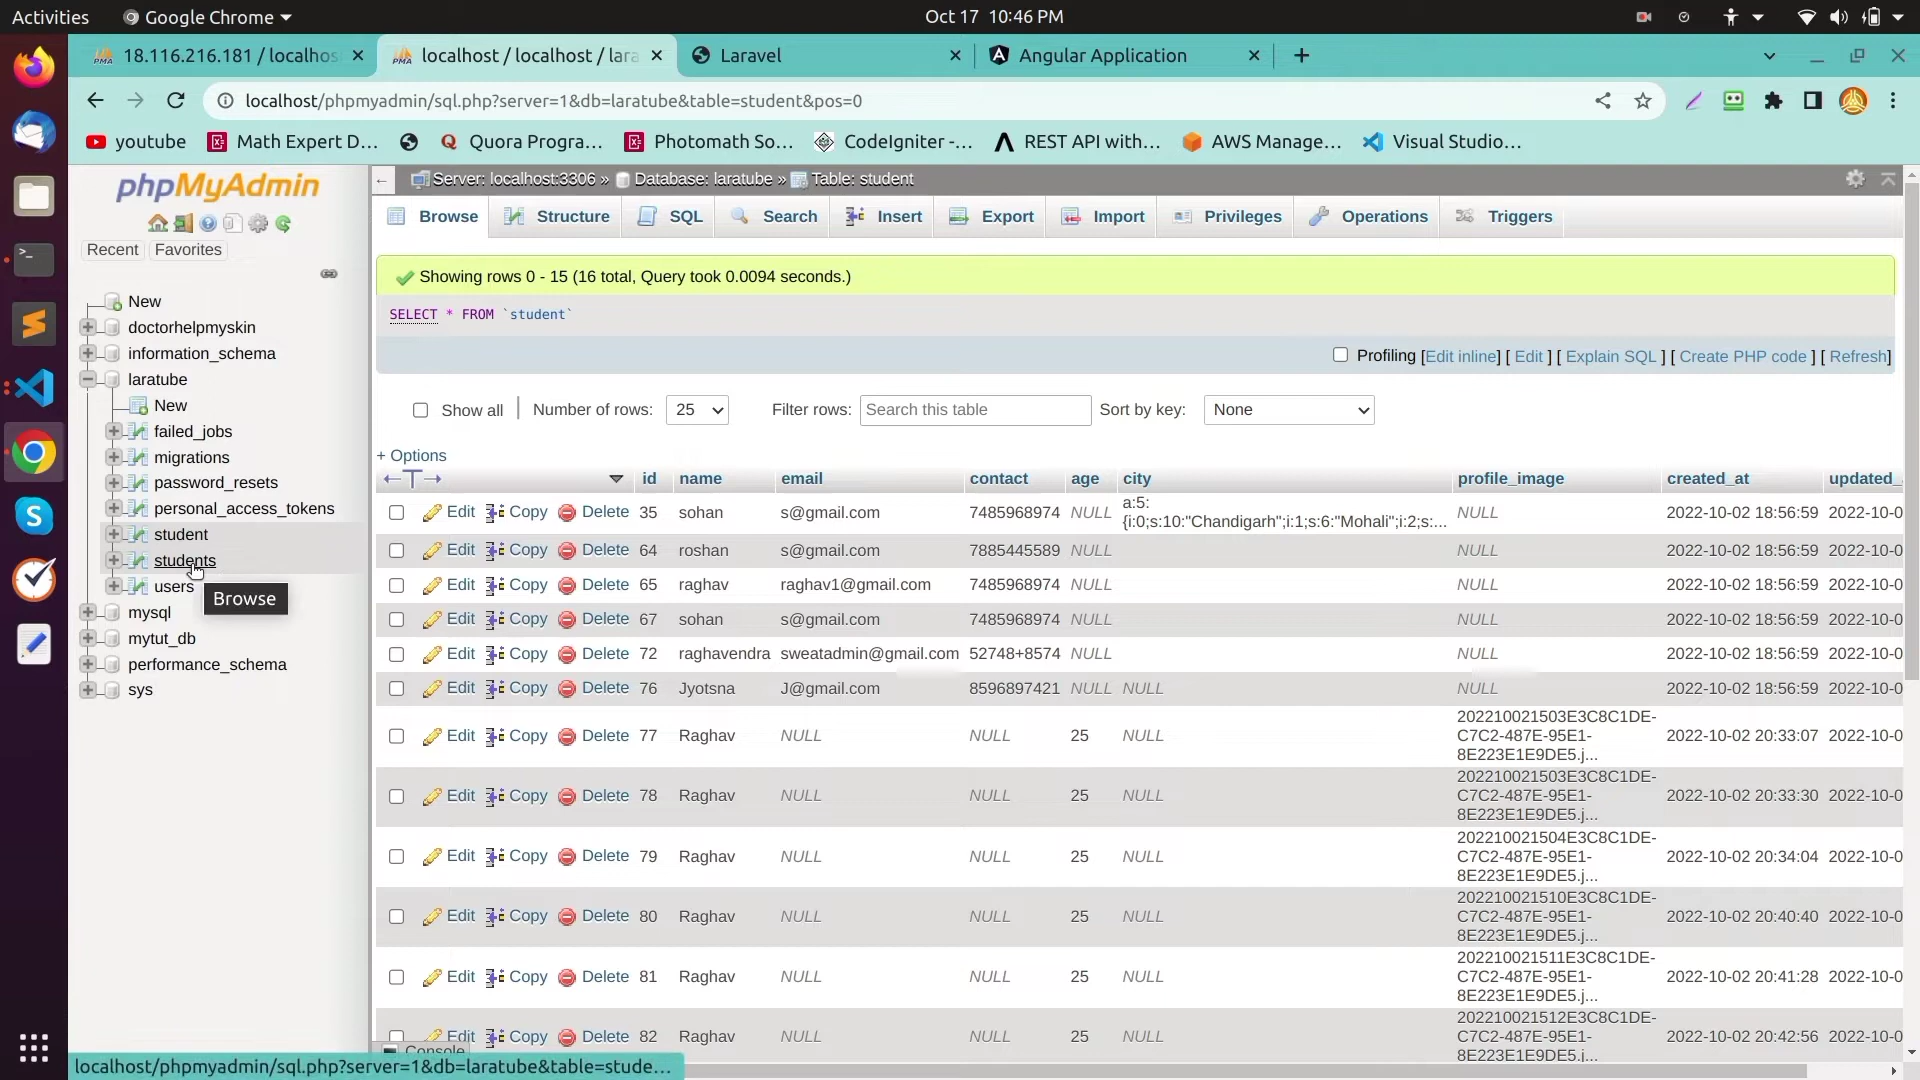 Activities Google Chrome Oct 17 10:46 PM
18.116.216.181 / localhos localhost / localhost / lara Laravel Angular Application
localhost/phpmyadmin/sql.php?server=1&db=laratube&table=student&pos=0
youtube Math Expert D... Quora Progra... Photomath So... CodeIgniter -... REST API with... AWS Manage... Visual Studio...
phpMyAdmin
Recent Favorites
New
doctorhelpmyskin
information_schema
laratube
New
failed_jobs
migrations
password_resets
personal_access_tokens
student
students
users
Browse
mysql
mytut_db
performance_schema
sys
Server: localhost:3306 » Database: laratube » Table: student
Browse Structure SQL Search Insert Export Import Privileges Operations Triggers
Showing rows 0 - 15 (16 total, Query took 0.0094 seconds.)
SELECT * FROM `student`
Profiling [Edit inline] [ Edit ] [ Explain SQL ] [ Create PHP code ] [ Refresh]
Show all | Number of rows: 25 Filter rows: Search this table Sort by key: None
+ Options
id name email contact age city profile_image created_at updated_
Edit Copy Delete 35 sohan s@gmail.com 7485968974 NULL a:5:{i:0;s:10:"Chandigarh";i:1;s:6:"Mohali";i:2;s:... NULL 2022-10-02 18:56:59 2022-10-0
Edit Copy Delete 64 roshan s@gmail.com 7885445589 NULL NULL 2022-10-02 18:56:59 2022-10-0
Edit Copy Delete 65 raghav raghav1@gmail.com 7485968974 NULL NULL 2022-10-02 18:56:59 2022-10-0
Edit Copy Delete 67 sohan s@gmail.com 7485968974 NULL NULL 2022-10-02 18:56:59 2022-10-0
Edit Copy Delete 72 raghavendra sweatadmin@gmail.com 52748+8574 NULL NULL 2022-10-02 18:56:59 2022-10-0
Edit Copy Delete 76 Jyotsna J@gmail.com 8596897421 NULL NULL NULL 2022-10-02 18:56:59 2022-10-0
Edit Copy Delete 77 Raghav NULL NULL 25 NULL 202210021503E3C8C1DE-C7C2-487E-95E1-8E223E1E9DE5.j... 2022-10-02 20:33:07 2022-10-0
Edit Copy Delete 78 Raghav NULL NULL 25 NULL 202210021503E3C8C1DE-C7C2-487E-95E1-8E223E1E9DE5.j... 2022-10-02 20:33:30 2022-10-0
Edit Copy Delete 79 Raghav NULL NULL 25 NULL 202210021504E3C8C1DE-C7C2-487E-95E1-8E223E1E9DE5.j... 2022-10-02 20:34:04 2022-10-0
Edit Copy Delete 80 Raghav NULL NULL 25 NULL 202210021510E3C8C1DE-C7C2-487E-95E1-8E223E1E9DE5.j... 2022-10-02 20:40:40 2022-10-0
Edit Copy Delete 81 Raghav NULL NULL 25 NULL 202210021511E3C8C1DE-C7C2-487E-95E1-8E223E1E9DE5.j... 2022-10-02 20:41:28 2022-10-0
Edit Copy Delete 82 Raghav NULL NULL 25 NULL 202210021512E3C8C1DE-C7C2-487E-95E1-8E223E1E9DE5.j... 2022-10-02 20:42:56 2022-10-0
Console
localhost/phpmyadmin/sql.php?server=1&db=laratube&table=stude...